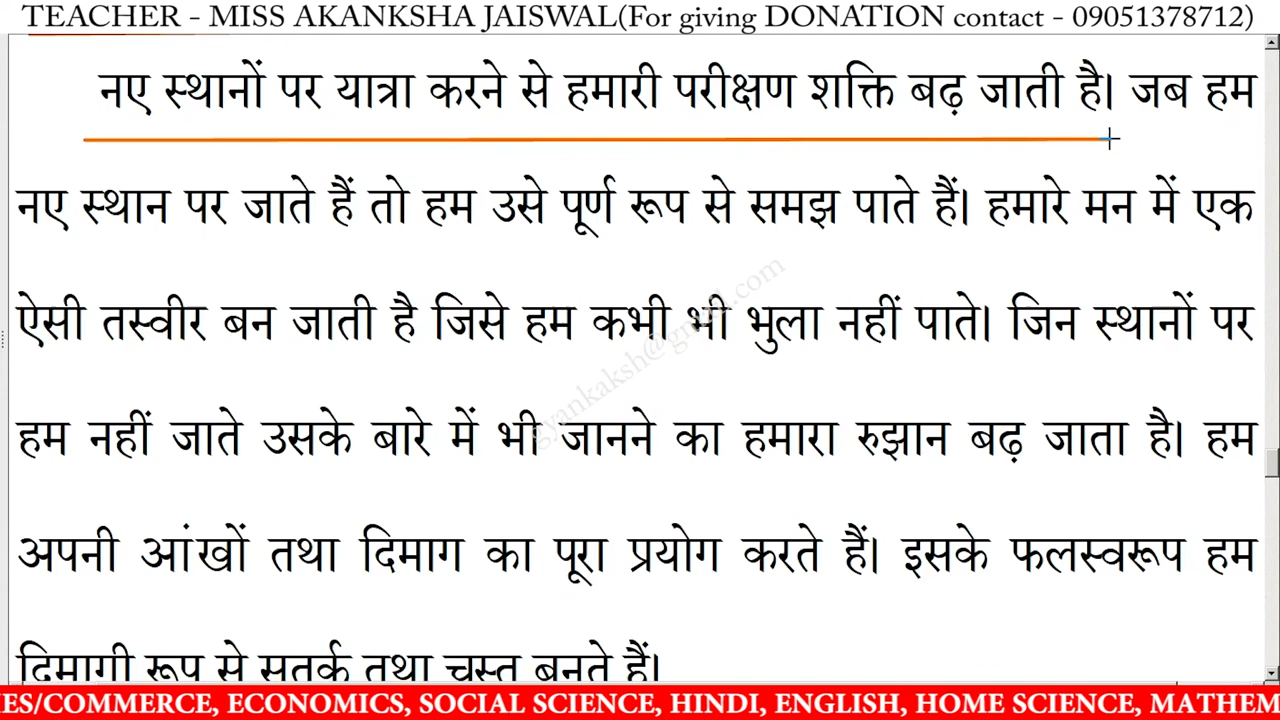 TEACHER - MISS AKANKSHA JAISWAL(For giving DONATION contact - 09051378712)
नए स्थानों पर यात्रा करने से हमारी परीक्षण शक्ति बढ़ जाती है। जब हम
नए स्थान पर जाते हैं तो हम उसे पूर्ण रूप से समझ पाते हैं। हमारे मन में एक
ऐसी तस्वीर बन जाती है जिसे हम कभी भी भुला नहीं पाते। जिन स्थानों पर
gyankaksh@gmail.com
हम नहीं जाते उसके बारे में भी जानने का हमारा रुझान बढ़ जाता है। हम
अपनी आंखों तथा दिमाग का पूरा प्रयोग करते हैं। इसके फलस्वरूप हम
दिमागी रूप से सतर्क तथा चुस्त बनते हैं।
ES/COMMERCE, ECONOMICS, SOCIAL SCIENCE, HINDI, ENGLISH, HOME SCIENCE, MATHEM